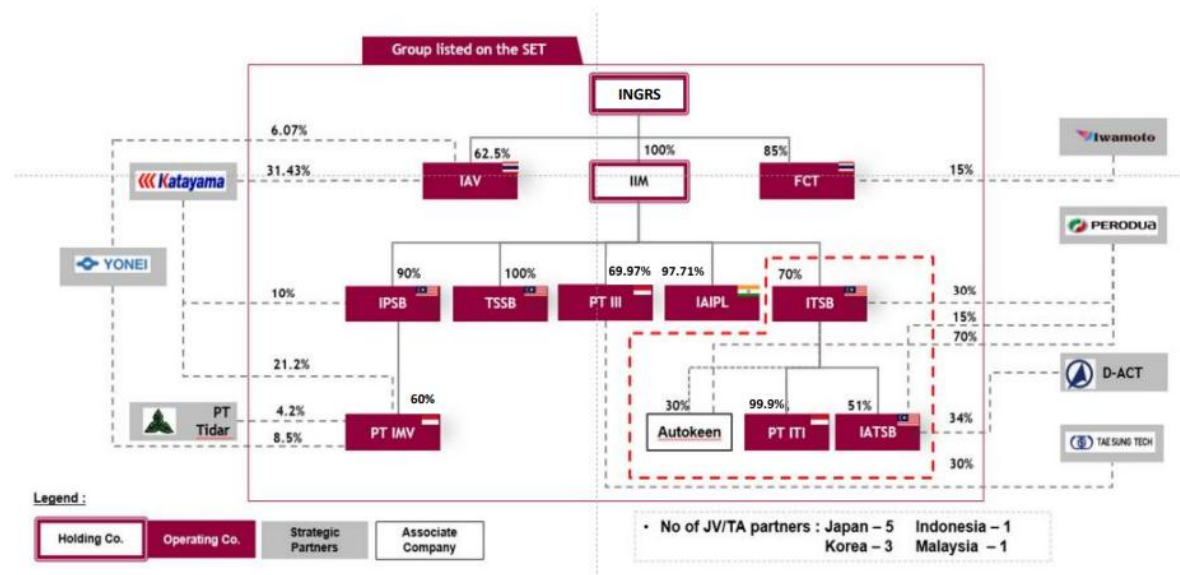 Group listed on the SET
INGRS
6.07%
62.5%
100%
85%
Iwamoto
Katayama
31.43%
IAV
IIM
FCT
15%
PERODUA
YONEI
90%
100%
69.97%
97.71%
70%
10%
IPSB
TSSB
PT III
IAIPL
ITSB
30%
15%
70%
21.2%
D-ACT
60%
30%
99.9%
51%
PT
Tidar
4.2%
8.5%
PT IMV
Autokeen
PT ITI
IATSB
34%
TAE SUNG TECH
30%
Legend :
Holding Co.
Operating Co.
Strategic
Partners
Associate
Company
• No of JV/TA partners : Japan – 5 Indonesia – 1
Korea – 3 Malaysia – 1